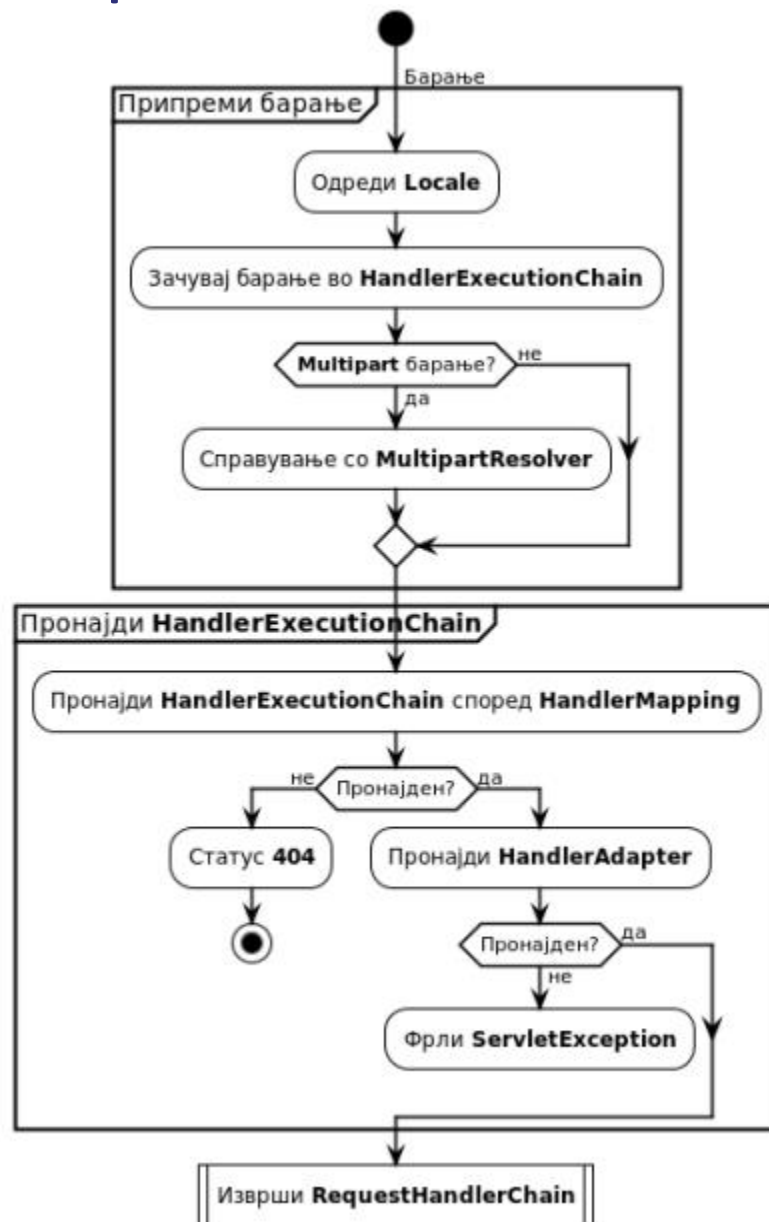 Барање
Припреми барање
Одреди Locale
Зачувај барање во HandlerExecutionChain
Multipart барање?
не
да
Справување со MultipartResolver
Пронајди HandlerExecutionChain
Пронајди HandlerExecutionChain според HandlerMapping
не
Пронајден?
да
Статус 404
Пронајди HandlerAdapter
Пронајден?
да
не
Фрли ServletException
Изврши RequestHandlerChain